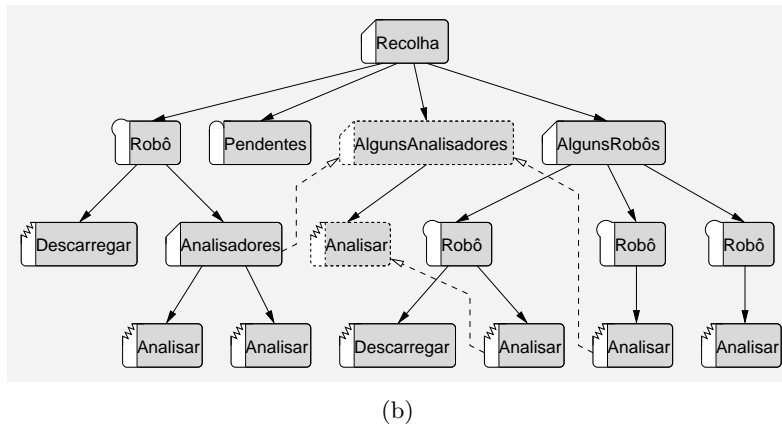 Recolha
Robô Pendentes AlgunsAnalisadores AlgunsRobôs
Descarregar Analisadores Analisar Robô Robô Robô
Analisar Analisar Descarregar Analisar Analisar Analisar
(b)